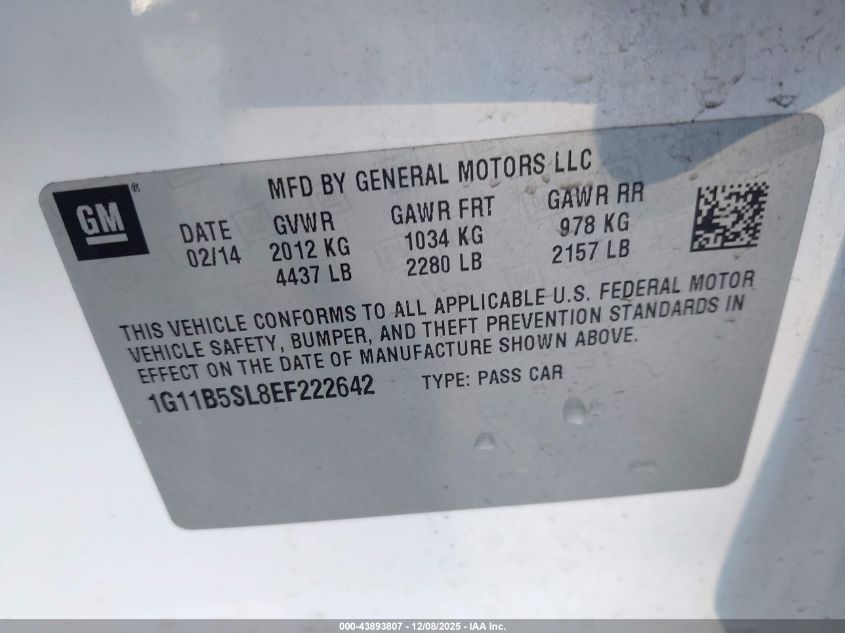 GM
®
MFD BY GENERAL MOTORS LLC
DATE
02/14
GVWR
2012 KG
4437 LB
GAWR FRT
1034 KG
2280 LB
GAWR RR
978 KG
2157 LB
THIS VEHICLE CONFORMS TO ALL APPLICABLE U.S. FEDERAL MOTOR
VEHICLE SAFETY, BUMPER, AND THEFT PREVENTION STANDARDS IN
EFFECT ON THE DATE OF MANUFACTURE SHOWN ABOVE.
1G11B5SL8EF222642 TYPE: PASS CAR
000-43893807 - 12/08/2025 - IAA Inc.